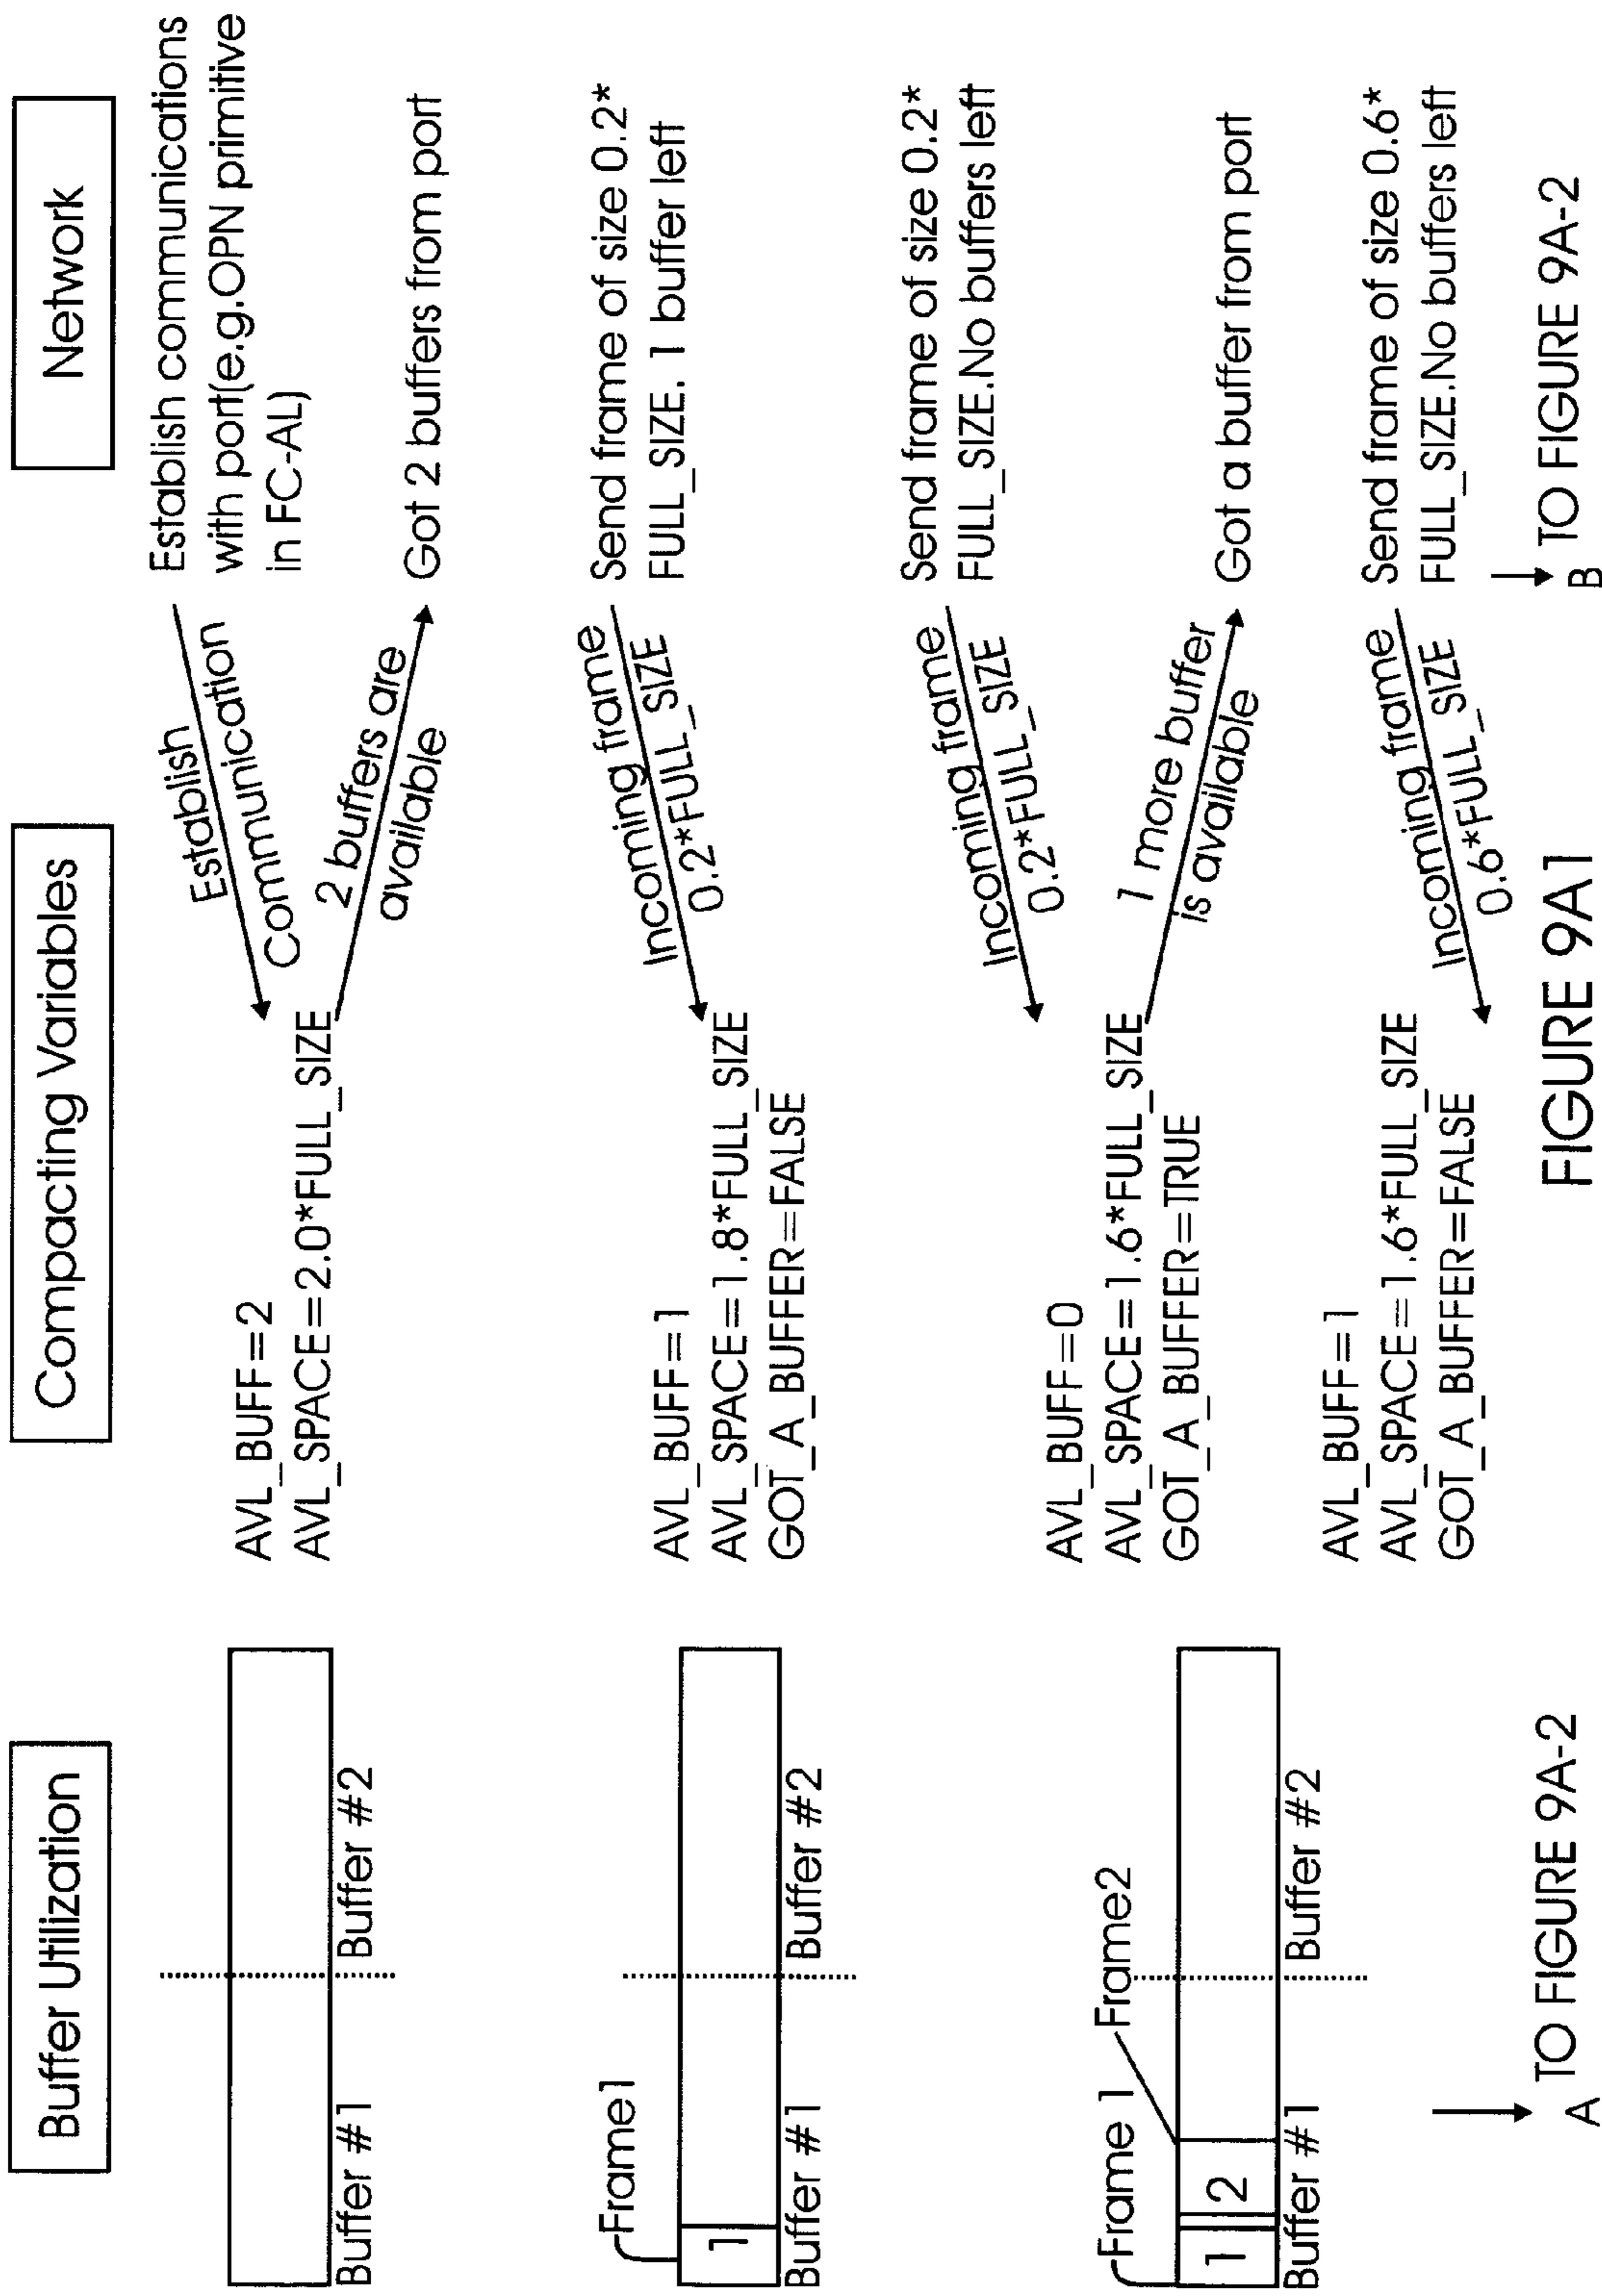 Buffer Utilization
Compacting Variables
Network
Buffer #1
Buffer #2
AVL_BUFF=2
AVL_SPACE=2.0*FULL_SIZE
Establish
Communication
Establish communications
with port(e.g.OPN primitive
in FC-AL)
2 buffers are
available
Got 2 buffers from port
Frame1
1
Buffer #1
Buffer #2
AVL_BUFF=1
AVL_SPACE=1.8*FULL_SIZE
GOT_A_BUFFER=FALSE
Incoming frame
0.2*FULL_SIZE
Send frame of size 0.2*
FULL_SIZE. 1 buffer left
Frame 1
Frame2
1
2
Buffer #1
Buffer #2
AVL_BUFF=0
AVL_SPACE=1.6*FULL_SIZE
GOT_A_BUFFER=TRUE
Incoming frame
0.2*FULL_SIZE
Send frame of size 0.2*
FULL_SIZE.No buffers left
1 more buffer
is available
Got a buffer from port
AVL_BUFF=1
AVL_SPACE=1.6*FULL_SIZE
GOT_A_BUFFER=FALSE
Incoming frame
0.6*FULL_SIZE
Send frame of size 0.6*
FULL_SIZE.No buffers left
A TO FIGURE 9A-2
B TO FIGURE 9A-2
FIGURE 9A1